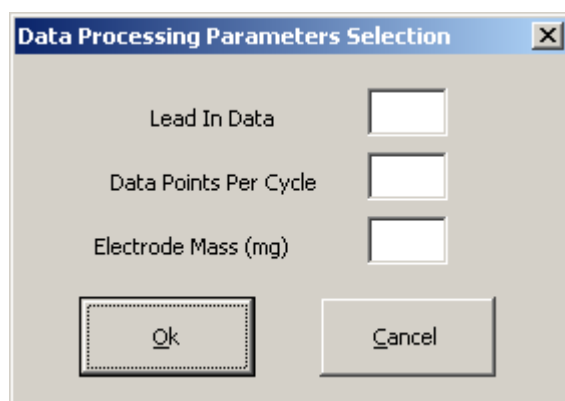 Data Processing Parameters Selection
Lead In Data
Data Points Per Cycle
Electrode Mass (mg)
Ok Cancel